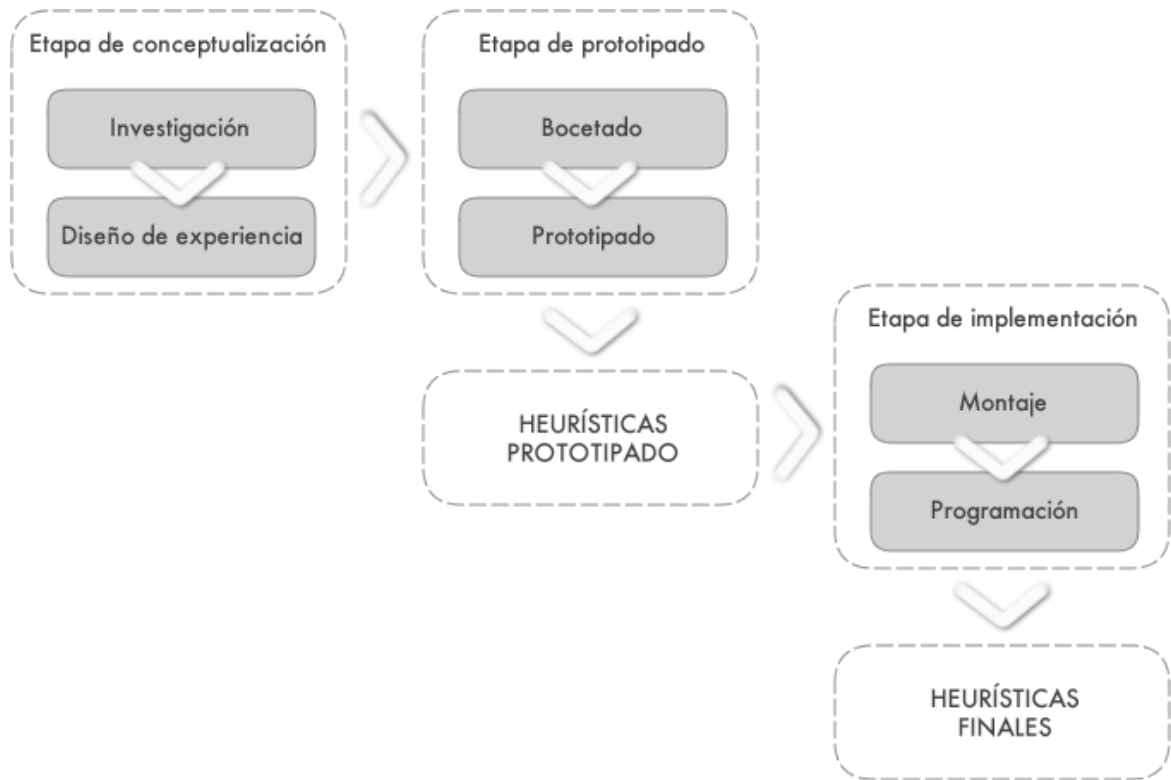 Etapa de conceptualización
Investigación
Diseño de experiencia
Etapa de prototipado
Bocetado
Prototipado
HEURÍSTICAS
PROTOTIPADO
Etapa de implementación
Montaje
Programación
HEURÍSTICAS
FINALES